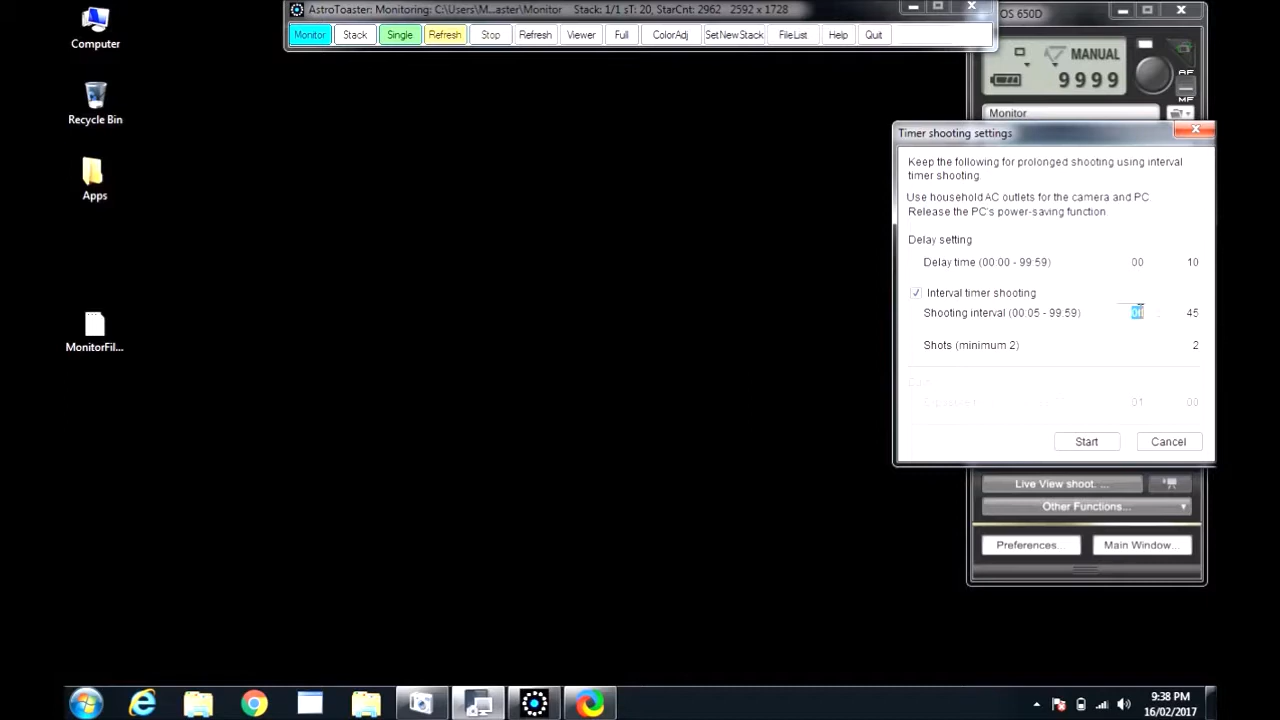 Computer
Recycle Bin
Apps
MonitorFil...
AstroToaster: Monitoring: C:\Users\M...aster\Monitor Stack: 1/1 sT: 20, StarCnt: 2962 2592 x 1728
Monitor Stack Single Refresh Stop Refresh Viewer Full ColorAdj SetNewStack FileList Help Quit
OS 650D
MANUAL
9999
AF
MF
Monitor
Timer shooting settings
Keep the following for prolonged shooting using interval
timer shooting.
Use household AC outlets for the camera and PC
Release the PC's power-saving function
Delay setting
Delay time (00:00 - 99:59) 00 10
Interval timer shooting
Shooting interval (00:05 - 99:59) 45
Shots (minimum 2) 2
01 00
Start Cancel
Live View shoot. ...
Other Functions...
Preferences... Main Window...
9:38 PM
16/02/2017